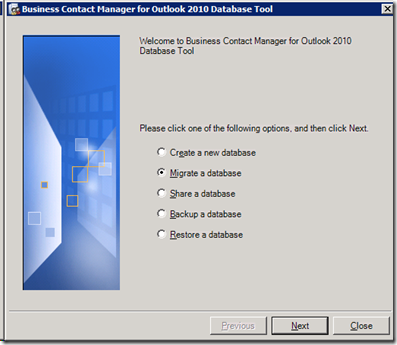 Business Contact Manager for Outlook 2010 Database Tool
Welcome to Business Contact Manager for Outlook 2010
Database Tool
Please click one of the following options, and then click Next.
Create a new database
Migrate a database
Share a database
Backup a database
Restore a database
Previous
Next
Close